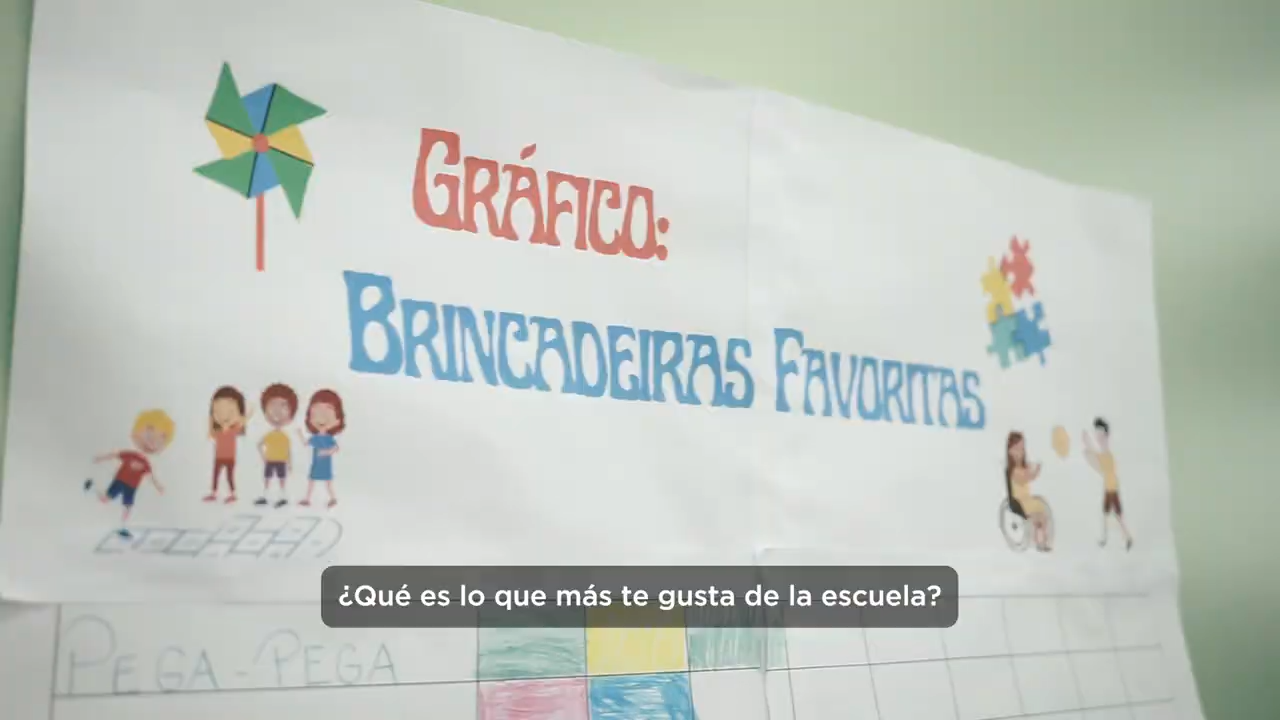 GRÁFICO:
BRINCADEIRAS FAVORITAS
¿Qué es lo que más te gusta de la escuela?
PEGA-PEGA